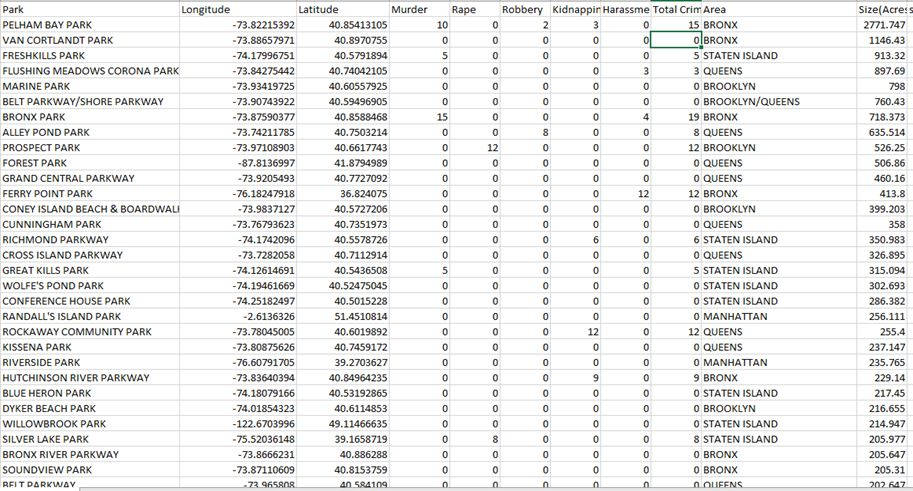 Park Longitude Latitude Murder Rape Robbery Kidnappin Harassme Total Crim Area Size(Acres
PELHAM BAY PARK -73.82215392 40.85413105 10 0 2 3 0 15 BRONX 2771.747
VAN CORTLANDT PARK -73.88657971 40.8970755 0 0 0 0 0 0 BRONX 1146.43
FRESHKILLS PARK -74.17996751 40.5791894 5 0 0 0 0 5 STATEN ISLAND 913.32
FLUSHING MEADOWS CORONA PARK -73.84275442 40.74042105 0 0 0 0 3 3 QUEENS 897.69
MARINE PARK -73.93419725 40.60557925 0 0 0 0 0 0 BROOKLYN 798
BELT PARKWAY/SHORE PARKWAY -73.90743922 40.59496905 0 0 0 0 0 0 BROOKLYN/QUEENS 760.43
BRONX PARK -73.87590377 40.8588468 15 0 0 0 4 19 BRONX 718.373
ALLEY POND PARK -73.74211785 40.7503214 0 0 8 0 0 8 QUEENS 635.514
PROSPECT PARK -73.97108903 40.6617743 0 12 0 0 0 12 BROOKLYN 526.25
FOREST PARK -87.8136997 41.8794989 0 0 0 0 0 0 QUEENS 506.86
GRAND CENTRAL PARKWAY -73.9205493 40.7727092 0 0 0 0 0 0 QUEENS 460.16
FERRY POINT PARK -76.18247918 36.824075 0 0 0 0 12 12 BRONX 413.8
CONEY ISLAND BEACH & BOARDWALK -73.9837127 40.5727206 0 0 0 0 0 0 BROOKLYN 399.203
CUNNINGHAM PARK -73.76793623 40.7351973 0 0 0 0 0 0 QUEENS 358
RICHMOND PARKWAY -74.1742096 40.5578726 0 0 0 6 0 6 STATEN ISLAND 350.983
CROSS ISLAND PARKWAY -73.7282058 40.7112914 0 0 0 0 0 0 QUEENS 326.895
GREAT KILLS PARK -74.12614691 40.5436508 5 0 0 0 0 5 STATEN ISLAND 315.094
WOLFE'S POND PARK -74.19461669 40.52475045 0 0 0 0 0 0 STATEN ISLAND 302.693
CONFERENCE HOUSE PARK -74.25182497 40.5015228 0 0 0 0 0 0 STATEN ISLAND 286.382
RANDALL'S ISLAND PARK -2.6136326 51.4510814 0 0 0 0 0 0 MANHATTAN 256.111
ROCKAWAY COMMUNITY PARK -73.78045005 40.6019892 0 0 0 12 0 12 QUEENS 255.4
KISSENA PARK -73.80875626 40.7459172 0 0 0 0 0 0 QUEENS 237.147
RIVERSIDE PARK -76.60791705 39.2703627 0 0 0 0 0 0 MANHATTAN 235.765
HUTCHINSON RIVER PARKWAY -73.83640394 40.84964235 0 0 0 9 0 9 BRONX 229.14
BLUE HERON PARK -74.18079166 40.53192865 0 0 0 0 0 0 STATEN ISLAND 217.45
DYKER BEACH PARK -74.01854323 40.6114853 0 0 0 0 0 0 BROOKLYN 216.655
WILLOWBROOK PARK -122.6703996 49.11466635 0 0 0 0 0 0 STATEN ISLAND 214.947
SILVER LAKE PARK -75.52036148 39.1658719 0 8 0 0 0 8 STATEN ISLAND 205.977
BRONX RIVER PARKWAY -73.8666231 40.886288 0 0 0 0 0 0 BRONX 205.647
SOUNDVIEW PARK -73.87110609 40.8153759 0 0 0 0 0 0 BRONX 205.31
BELT PARKWAY -73.965808 40.584109 0 0 0 0 0 0 QUEENS 202.647